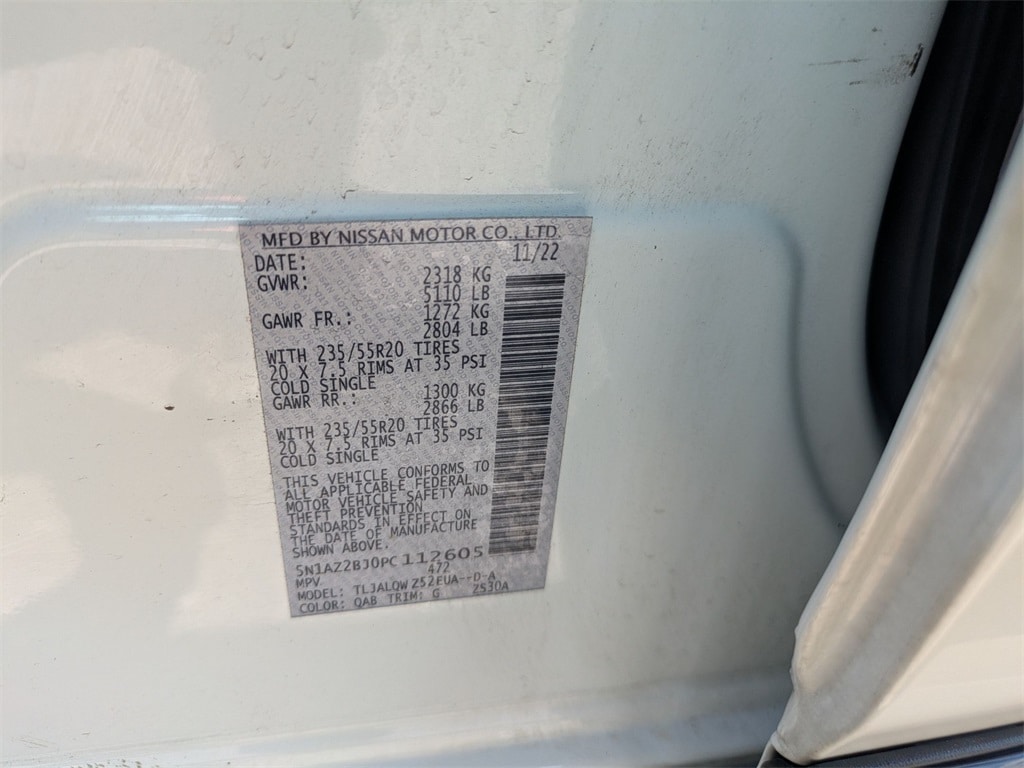 MFD BY NISSAN MOTOR CO., LTD.
DATE: 11/22
GVWR: 2318 KG
5110 LB
GAWR FR.: 1272 KG
2804 LB
WITH 235/55R20 TIRES
20 X 7.5 RIMS AT 35 PSI
COLD SINGLE
GAWR RR.: 1300 KG
2866 LB
WITH 235/55R20 TIRES
20 X 7.5 RIMS AT 35 PSI
COLD SINGLE
THIS VEHICLE CONFORMS TO
ALL APPLICABLE FEDERAL
MOTOR VEHICLE SAFETY AND
THEFT PREVENTION
STANDARDS IN EFFECT ON
THE DATE OF MANUFACTURE
SHOWN ABOVE.
5N1AZ2BJ0PC112605
MPV 472
MODEL: TLJALQW Z52EUA--D-A
COLOR: QAB TRIM: G 2S30A